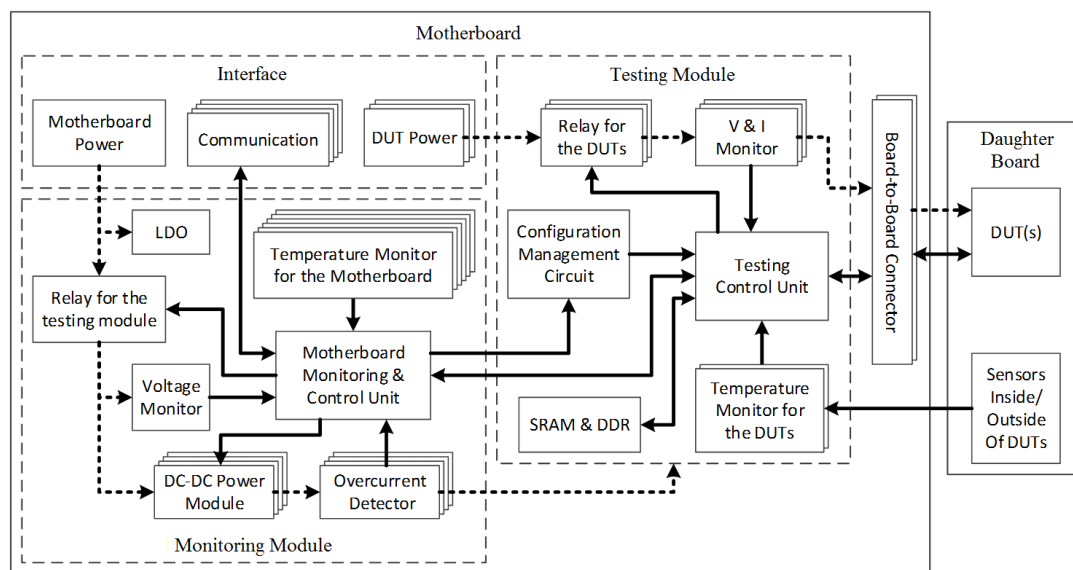 Motherboard
Interface
Motherboard
Power
Communication
DUT Power
Testing Module
Relay for
the DUTs
V & I
Monitor
Configuration
Management
Circuit
Testing
Control Unit
SRAM & DDR
Temperature
Monitor for
the DUTs
Board-to-Board Connector
Daughter
Board
DUT(s)
Sensors
Inside/
Outside
Of DUTs
LDO
Temperature Monitor
for the Motherboard
Relay for the
testing module
Motherboard
Monitoring &
Control Unit
Voltage
Monitor
DC-DC Power
Module
Overcurrent
Detector
Monitoring Module